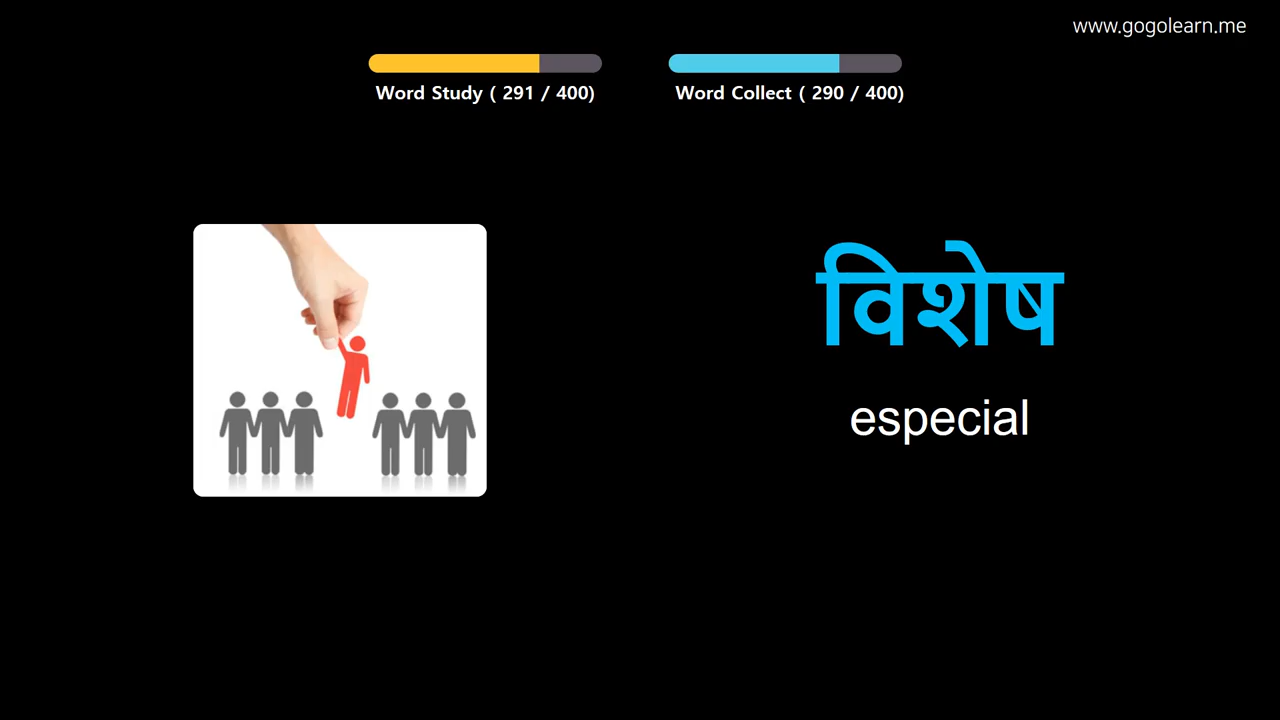 www.gogolearn.me
Word Study ( 291 / 400)
Word Collect ( 290 / 400)
विशेष
especial